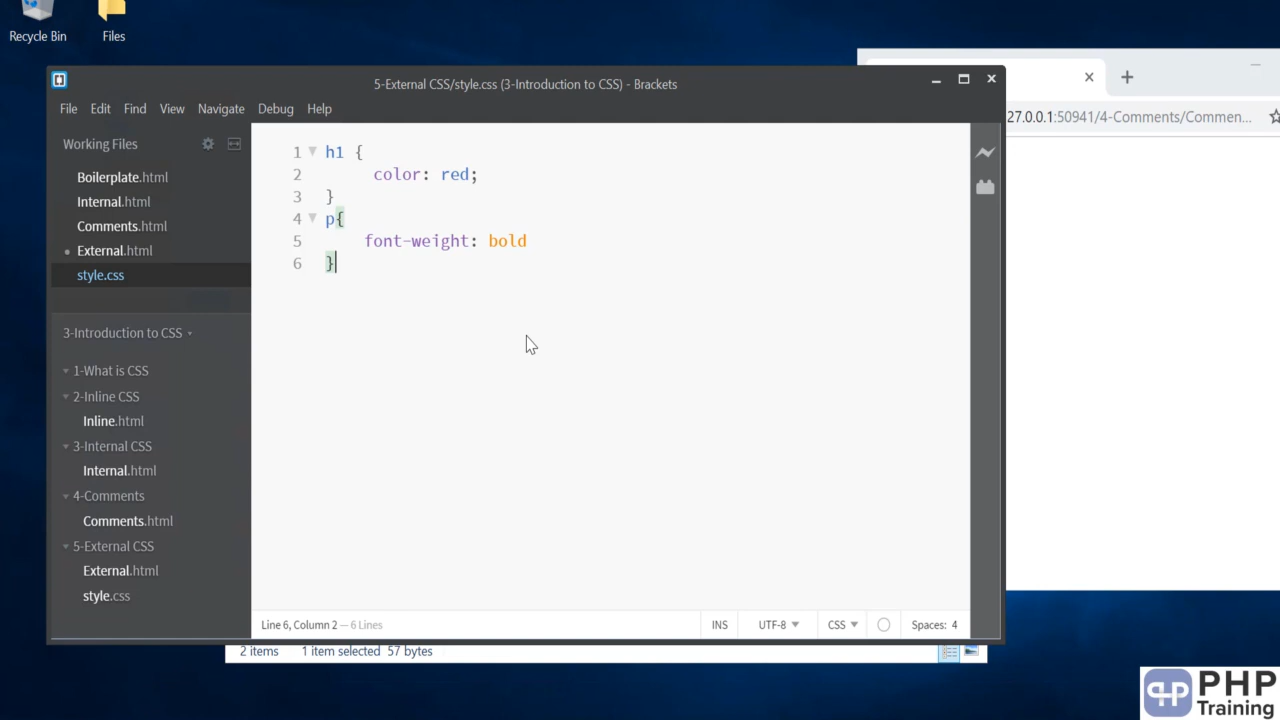 Recycle Bin
Files
5-External CSS/style.css (3-Introduction to CSS) - Brackets
File Edit Find View Navigate Debug Help
27.0.0.1:50941/4-Comments/Commen...
Working Files
Boilerplate.html
Internal.html
Comments.html
External.html
style.css
3-Introduction to CSS
1-What is CSS
2-Inline CSS
Inline.html
3-Internal CSS
Internal.html
4-Comments
Comments.html
5-External CSS
External.html
style.css
1 h1 {
2 color: red;
3 }
4 p{
5 font-weight: bold
6 }
Line 6, Column 2 — 6 Lines
INS UTF-8 CSS Spaces: 4
2 items 1 item selected 57 bytes
PHP
Training